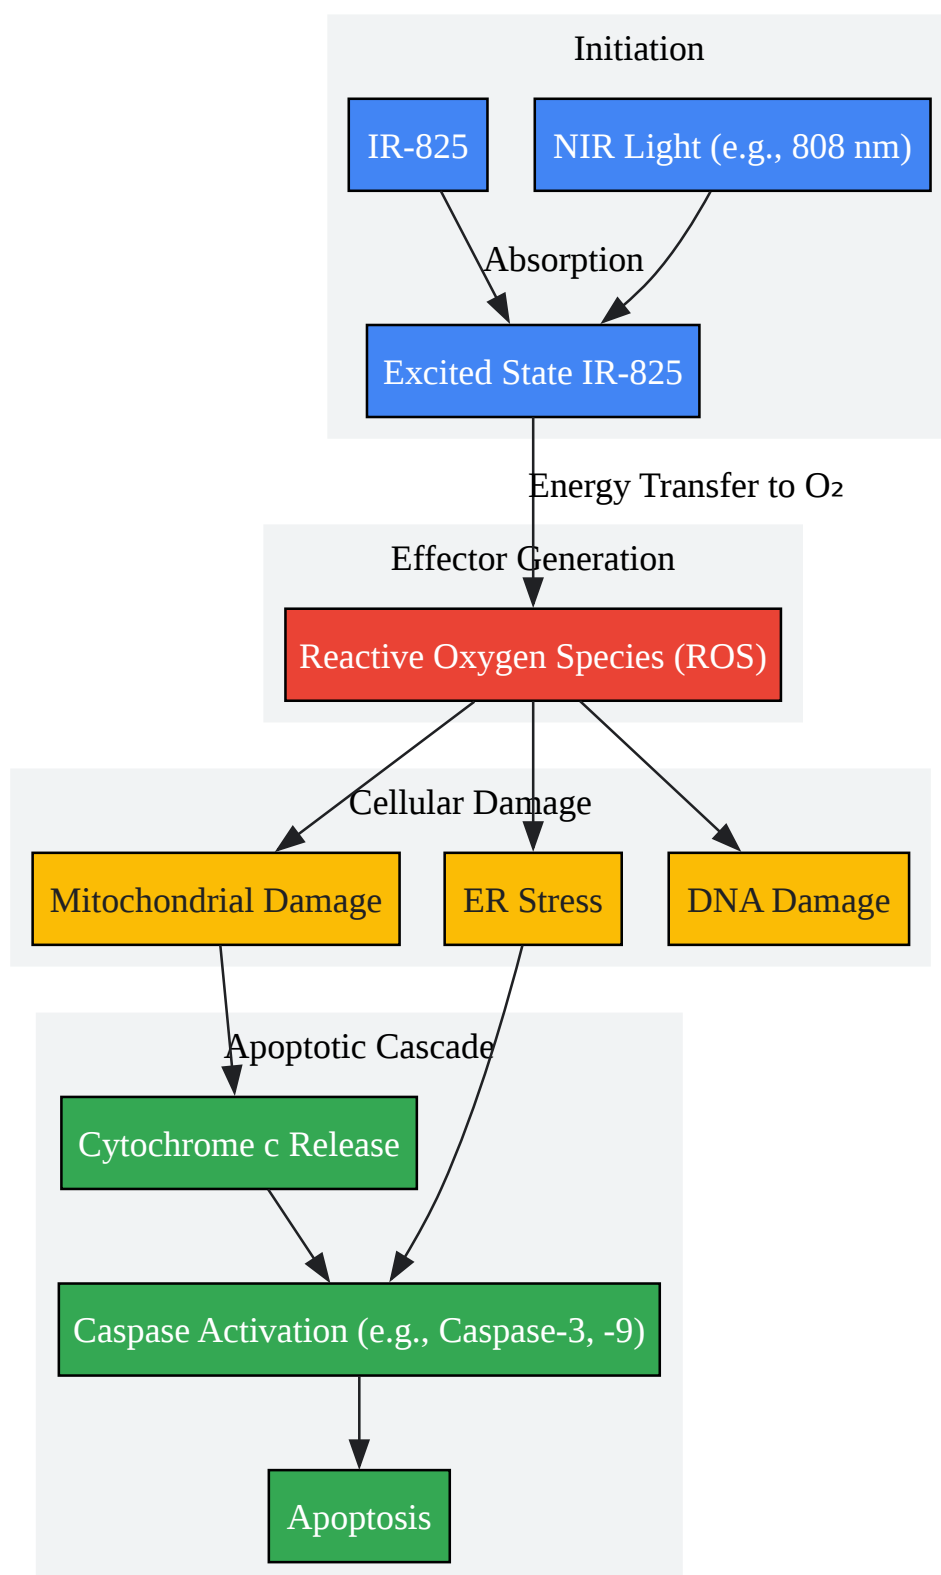 Initiation
IR-825
NIR Light (e.g., 808 nm)
Absorption
Excited State IR-825
Energy Transfer to O₂
Effector Generation
Reactive Oxygen Species (ROS)
Cellular Damage
Mitochondrial Damage
ER Stress
DNA Damage
Apoptotic Cascade
Cytochrome c Release
Caspase Activation (e.g., Caspase-3, -9)
Apoptosis